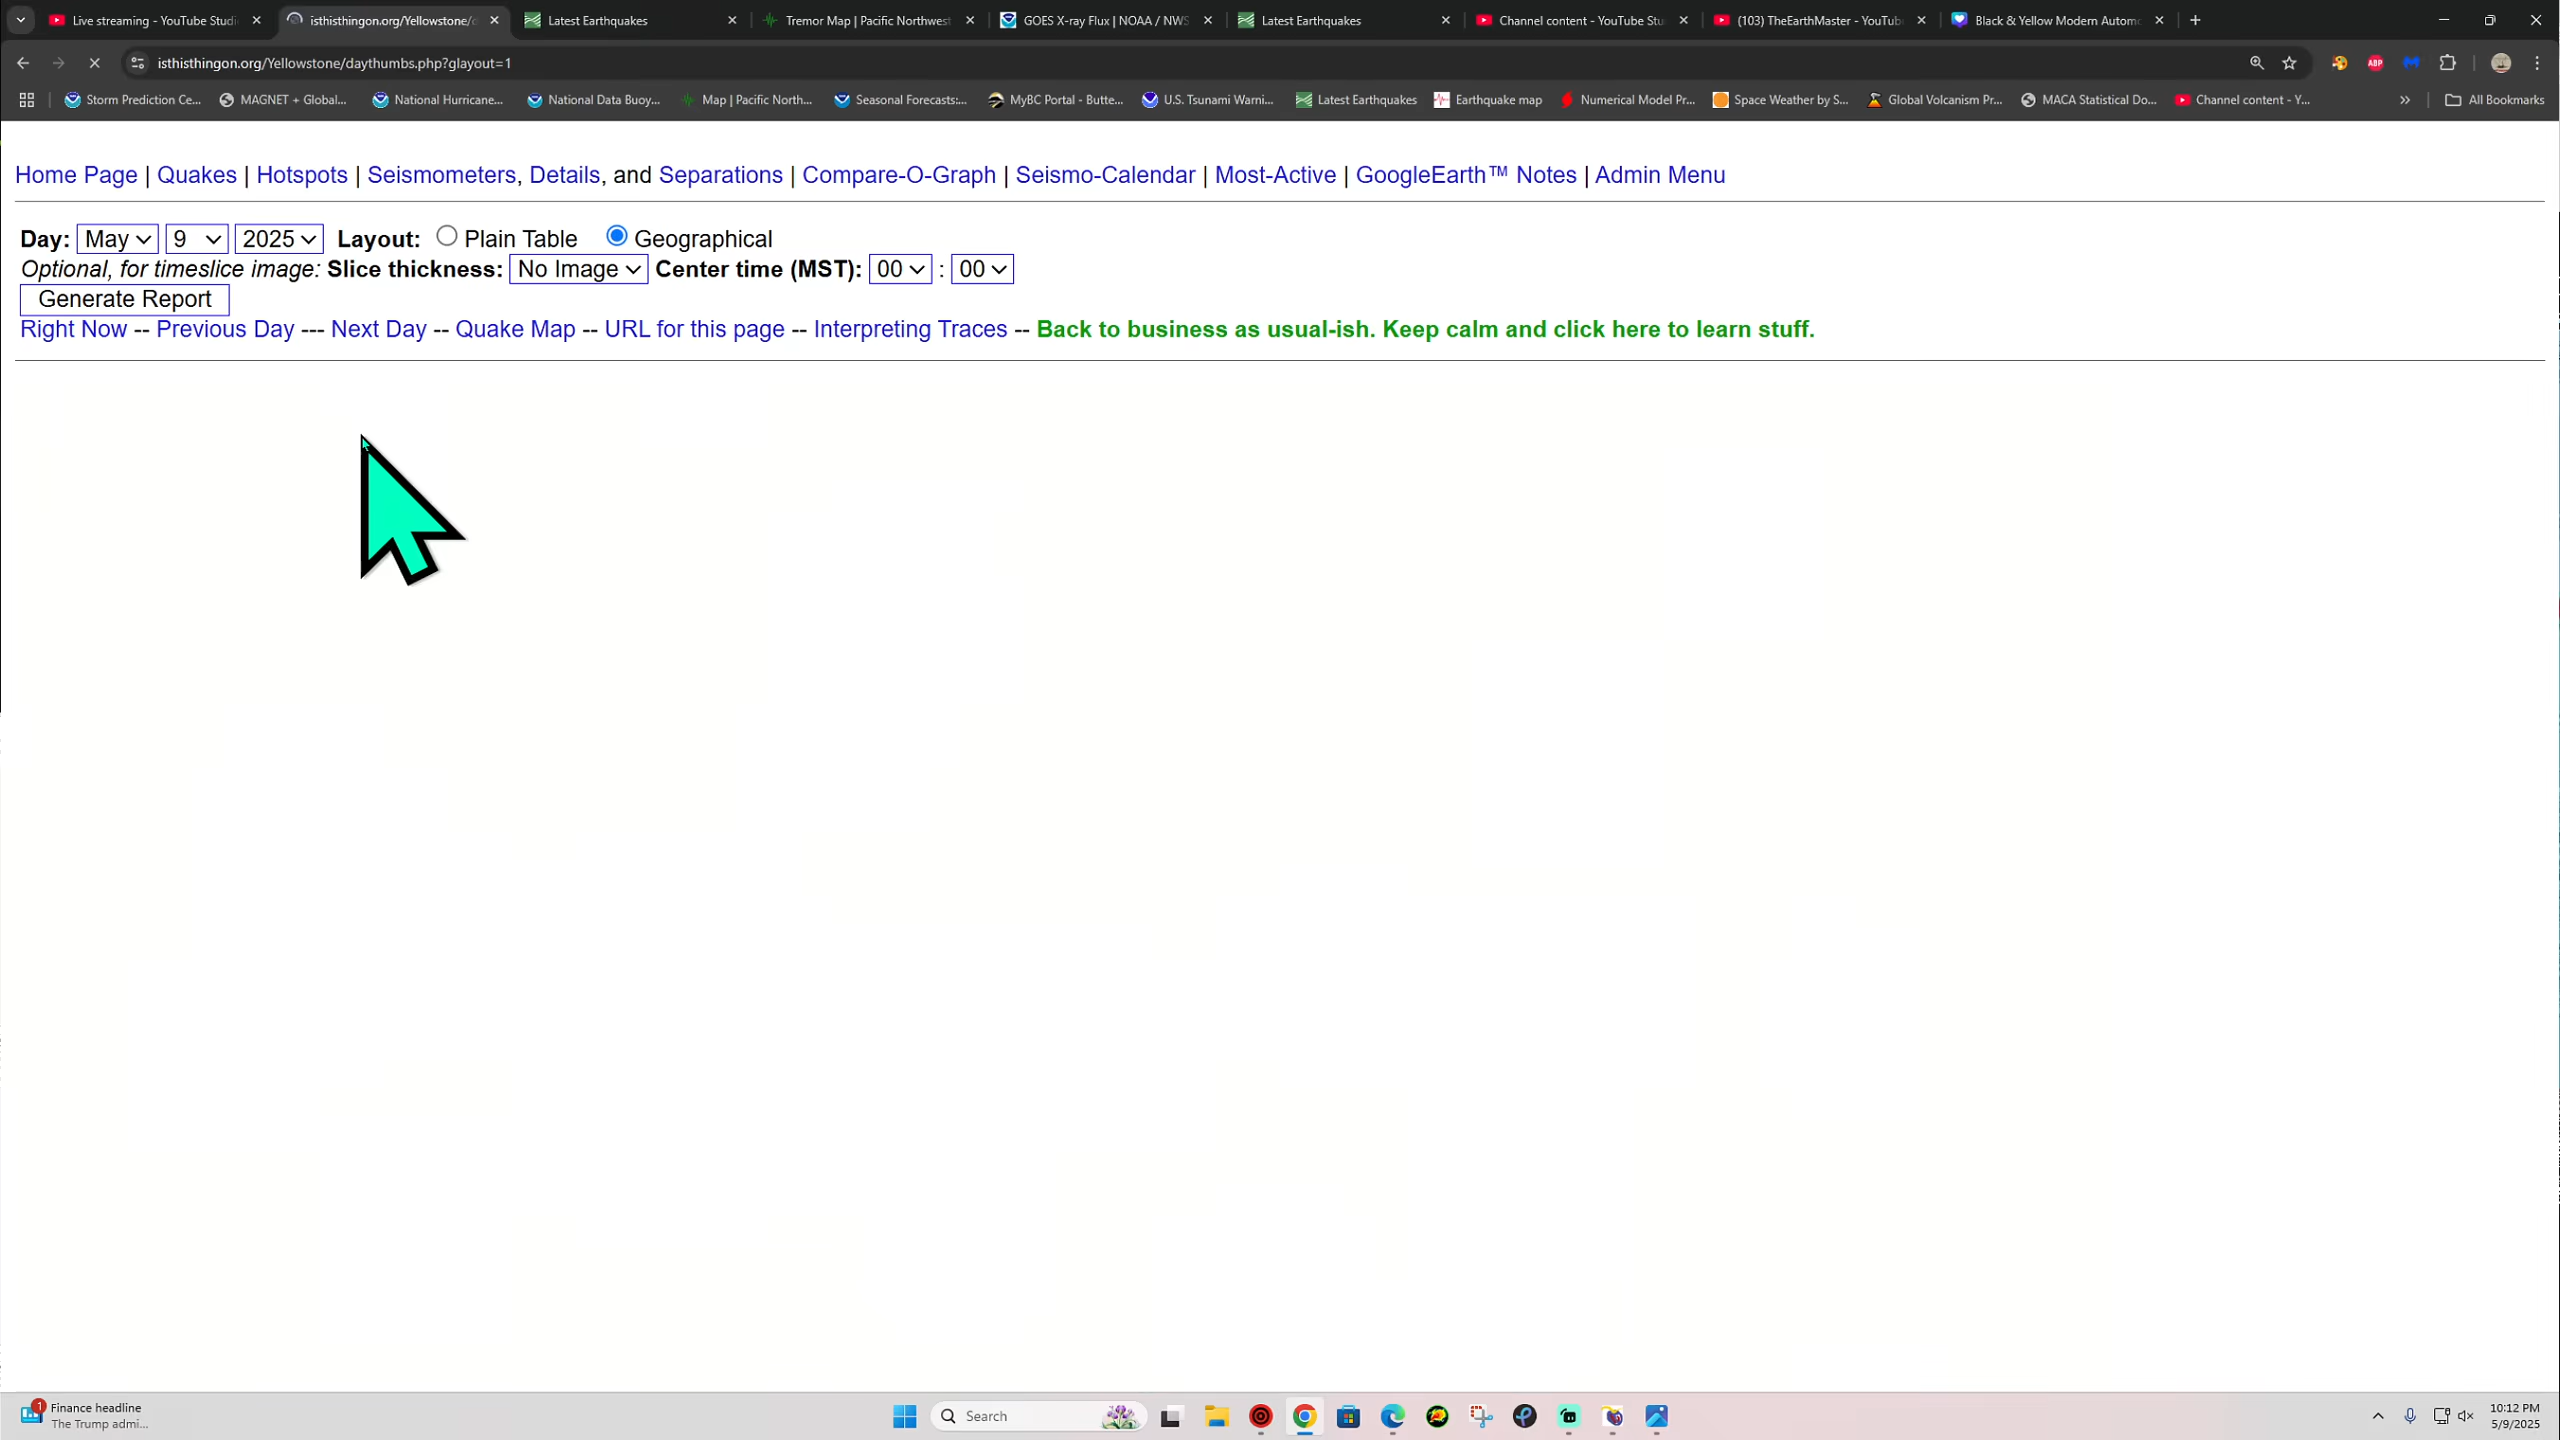 Live streaming - YouTube Studi
isthisthingon.org/Yellowstone/d
Latest Earthquakes
Tremor Map | Pacific Northwest
GOES X-ray Flux | NOAA / NWS
Latest Earthquakes
Channel content - YouTube Stu
(103) TheEarthMaster - YouTube
Black & Yellow Modern Automo
isthisthingon.org/Yellowstone/daythumbs.php?glayout=1
Storm Prediction Ce...
MAGNET + Global...
National Hurricane...
National Data Buoy...
Map | Pacific North...
Seasonal Forecasts:...
MyBC Portal - Butte...
U.S. Tsunami Warni...
Latest Earthquakes
Earthquake map
Numerical Model Pr...
Space Weather by S...
Global Volcanism Pr...
MACA Statistical Do...
Channel content - Y...
»
All Bookmarks
Home Page | Quakes | Hotspots | Seismometers, Details, and Separations | Compare-O-Graph | Seismo-Calendar | Most-Active | GoogleEarth™ Notes | Admin Menu
Day: May 9 2025 Layout: Plain Table Geographical
Optional, for timeslice image: Slice thickness: No Image Center time (MST): 00 : 00
Generate Report
Right Now -- Previous Day --- Next Day -- Quake Map -- URL for this page -- Interpreting Traces -- Back to business as usual-ish. Keep calm and click here to learn stuff.
1
Finance headline
The Trump admi...
Search
ABP
10:12 PM
5/9/2025